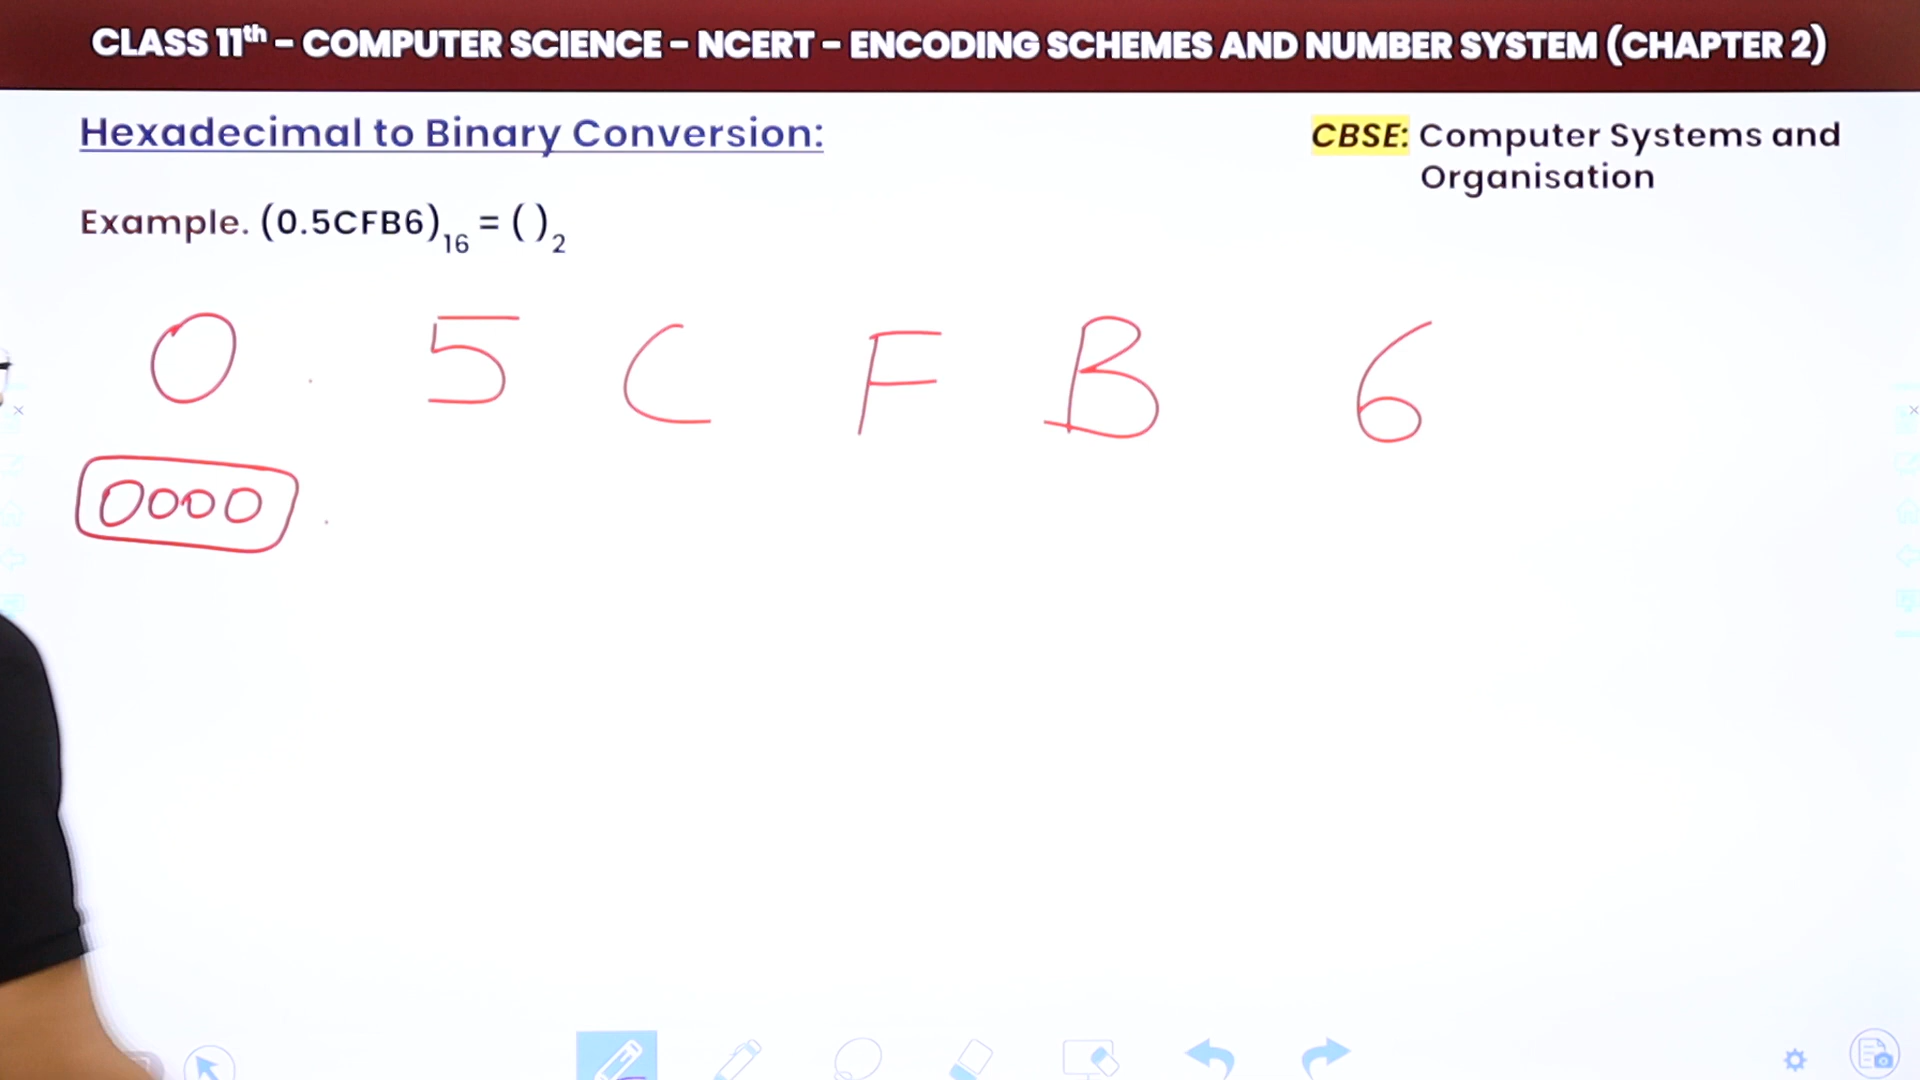 CLASS 11th – COMPUTER SCIENCE – NCERT – ENCODING SCHEMES AND NUMBER SYSTEM (CHAPTER 2)
Hexadecimal to Binary Conversion:
CBSE: Computer Systems and
Organisation
Example. (0.5CFB6)16 = ( )2
0 . 5 C F B 6
0000 .